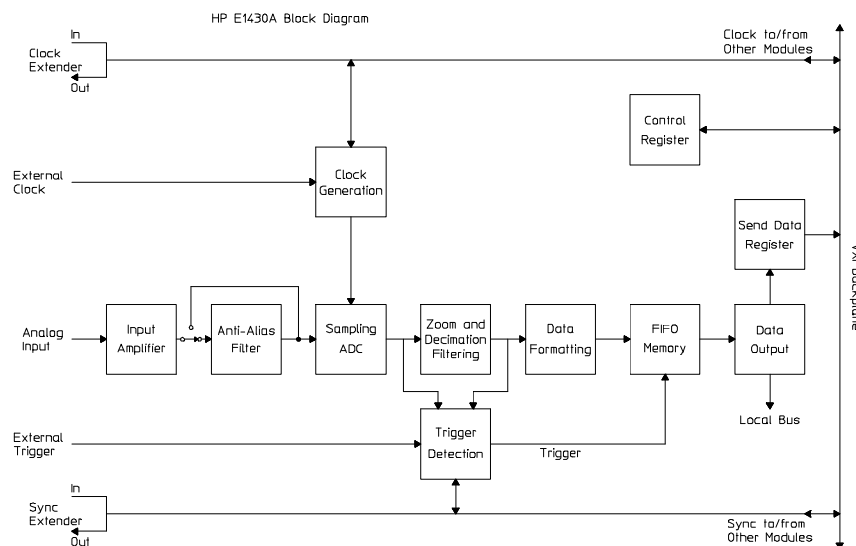 HP E1430A Block Diagram
In
Clock
Extender
Out
Clock to/from
Other Modules
Control
Register
External
Clock
Clock
Generation
Send Data
Register
VXI Backplane
Analog
Input
Input
Amplifier
Anti-Alias
Filter
Sampling
ADC
Zoom and
Decimation
Filtering
Data
Formatting
FIFO
Memory
Data
Output
Local Bus
External
Trigger
Trigger
Detection
Trigger
In
Sync
Extender
Out
Sync to/from
Other Modules